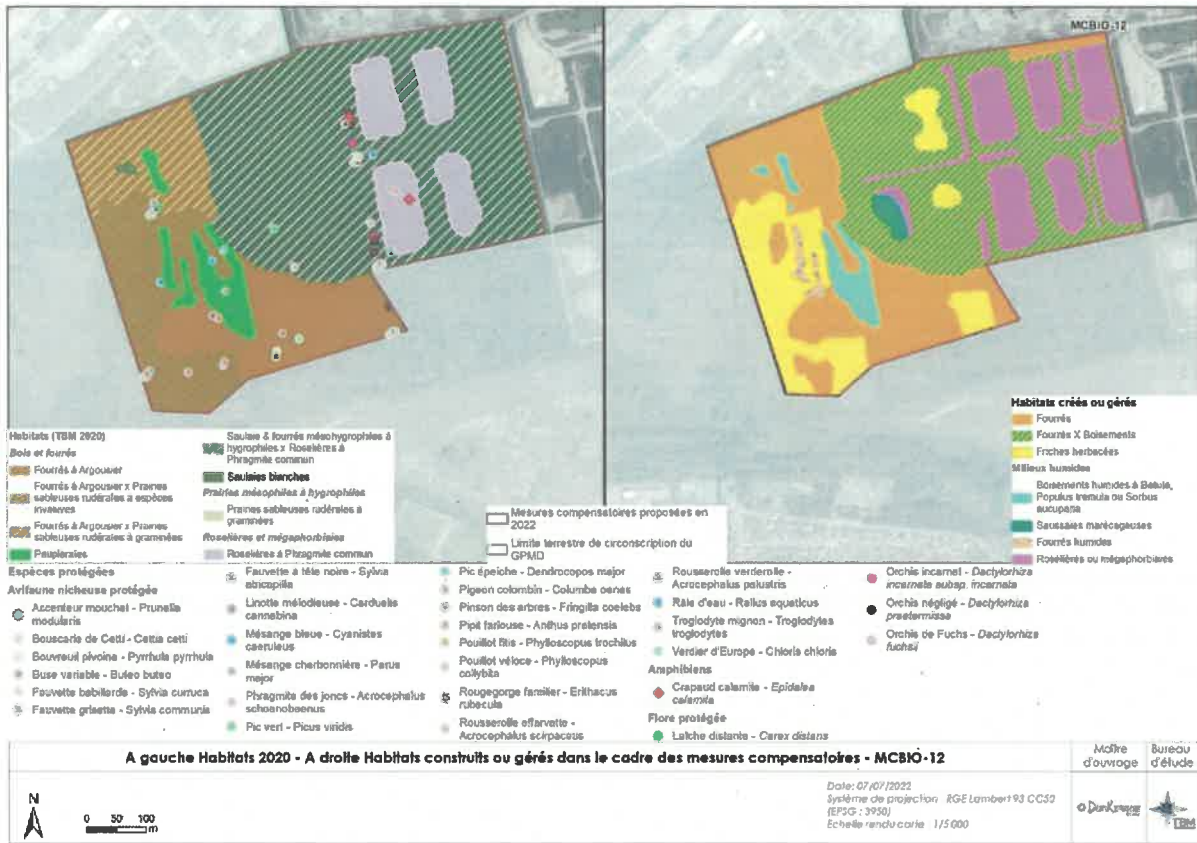 MCBIO-12
Habitats (TBM 2020)
Bois et fourrés
Fourrés à Argousier
Fourrés à Argousier x Prairies
sableuses rudérales à espèces
invasives
Fourrés à Argousier x Prairies
sableuses rudérales à graminées
Peupleraies
Saulaie & fourrés mésohygrophiles à
hygrophiles x Roselières à
Phragmite commun
Saulaies blanches
Prairies mésophiles à hygrophiles
Prairies sableuses rudérales à
graminées
Roselières et mégaphorbiaies
Roselières à Phragmite commun
Mesures compensatoires proposées en
2022
Limite terrestre de circonscription du
GPMD
Habitats créés ou gérés
Fourrés
Fourrés X Boisements
Friches herbacées
Milieux humides
Boisements humides à Betula,
Populus tremula ou Sorbus
aucuparia
Saussaies marécageuses
Fourrés humides
Roselières ou mégaphorbiaies
Espèces protégées
Avifaune nicheuse protégée
Accenteur mouchet - Prunella
modularis
Bouscarle de Cetti - Cettia cetti
Bouvreuil pivoine - Pyrrhula pyrrhula
Buse variable - Buteo buteo
Fauvette babillarde - Sylvia curruca
Fauvette grisette - Sylvia communis
Fauvette à tête noire - Sylvia
atricapilla
Linotte mélodieuse - Carduelis
cannabina
Mésange bleue - Cyanistes
caeruleus
Mésange charbonnière - Parus
major
Phragmite des joncs - Acrocephalus
schoenobaenus
Pic vert - Picus viridis
Pic épeiche - Dendrocopos major
Pigeon colombin - Columba oenas
Pinson des arbres - Fringilla coelebs
Pipit farlouse - Anthus pratensis
Pouillot fitis - Phylloscopus trochilus
Pouillot véloce - Phylloscopus
collybita
Rougegorge familier - Erithacus
rubecula
Rousserolle effarvatte -
Acrocephalus scirpaceus
Rousserolle verderolle -
Acrocephalus palustris
Râle d'eau - Rallus aquaticus
Troglodyte mignon - Troglodytes
troglodytes
Verdier d'Europe - Chloris chloris
Amphibiens
Crapaud calamite - Epidalea
calamita
Flore protégée
Laîche distante - Carex distans
Orchis incarnat - Dactylorhiza
incarnata subsp. incarnata
Orchis négligé - Dactylorhiza
praetermissa
Orchis de Fuchs - Dactylorhiza
fuchsii
A gauche Habitats 2020 - A droite Habitats construits ou gérés dans le cadre des mesures compensatoires - MCBIO-12
Maître
d'ouvrage
Bureau
d'étude
N
0 50 100
m
Date: 07/07/2022
Système de projection : RGF Lambert 93 CC50
(EPSG : 3950)
Echelle rendu carte : 1/5 000
Dunkerque
TBM